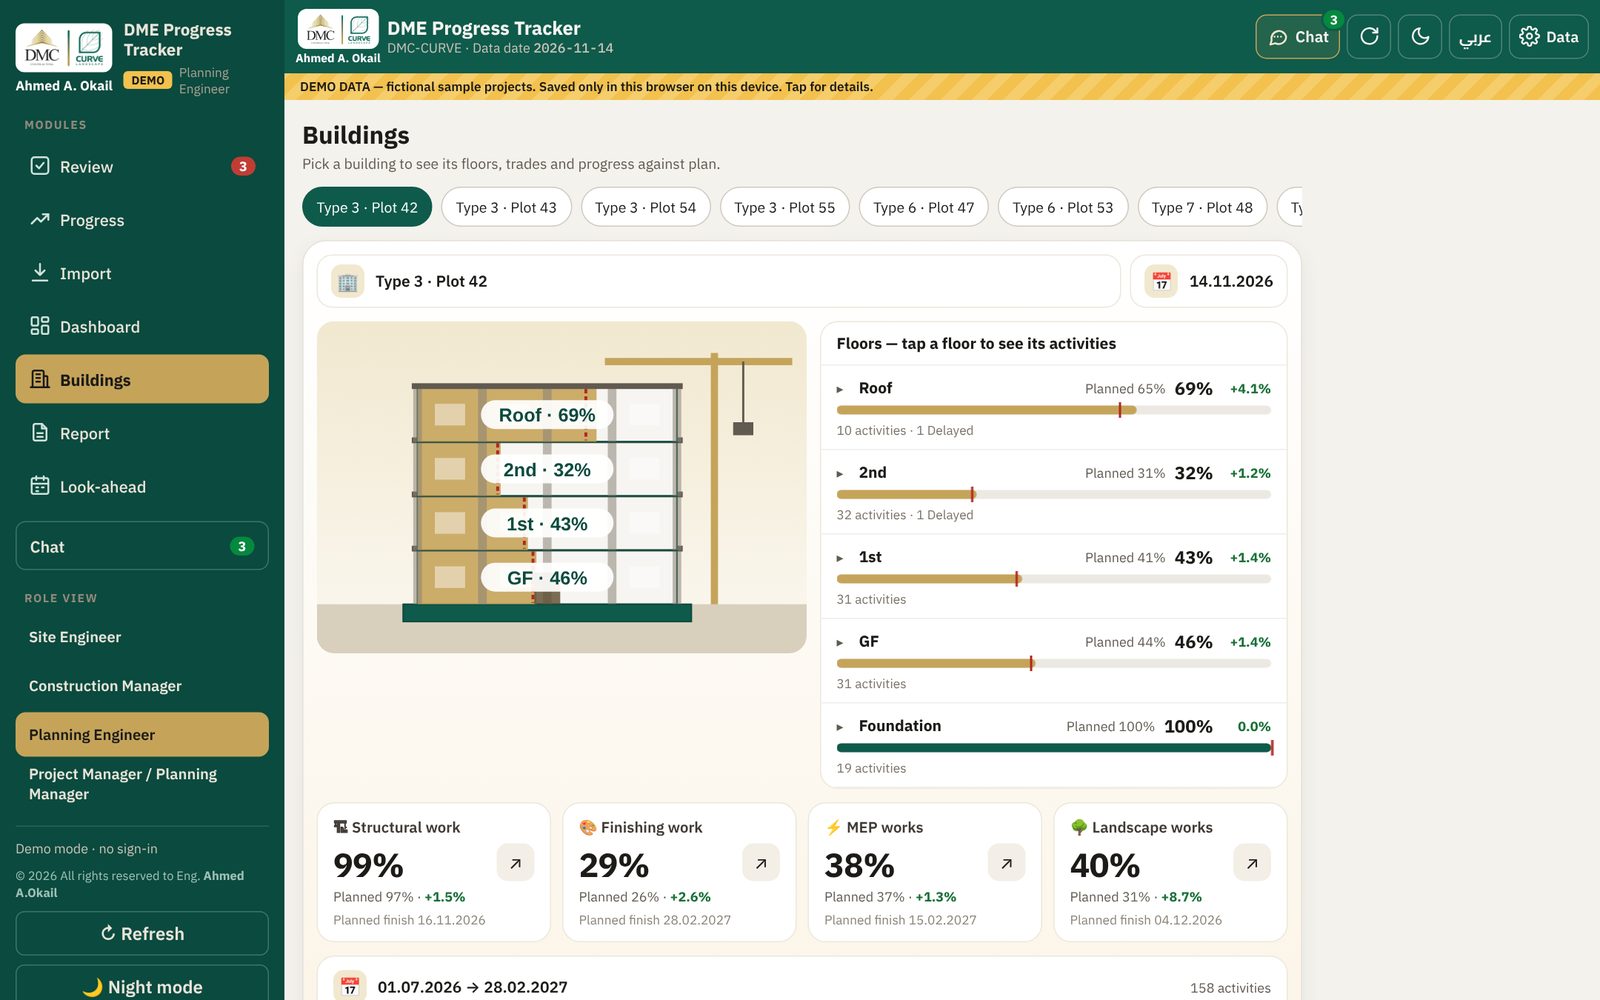 DMC
CURVE
LANDSCAPE
DME Progress
Tracker
DEMO
Planning
Engineer
Ahmed A. Okail
MODULES
Review
3
Progress
Import
Dashboard
Buildings
Report
Look-ahead
Chat
3
ROLE VIEW
Site Engineer
Construction Manager
Planning Engineer
Project Manager / Planning
Manager
Demo mode · no sign-in
© 2026 All rights reserved to Eng. Ahmed
A.Okail
↻ Refresh
🌙 Night mode
DMC
CURVE
Ahmed A. Okail
DME Progress Tracker
DMC-CURVE · Data date 2026-11-14
Chat
3
عربي
Data
DEMO DATA — fictional sample projects. Saved only in this browser on this device. Tap for details.
Buildings
Pick a building to see its floors, trades and progress against plan.
Type 3 · Plot 42
Type 3 · Plot 43
Type 3 · Plot 54
Type 3 · Plot 55
Type 6 · Plot 47
Type 6 · Plot 53
Type 7 · Plot 48
Ty
Type 3 · Plot 42
14.11.2026
Roof · 69%
2nd · 32%
1st · 43%
GF · 46%
Floors — tap a floor to see its activities
Roof Planned 65% 69% +4.1%
10 activities · 1 Delayed
2nd Planned 31% 32% +1.2%
32 activities · 1 Delayed
1st Planned 41% 43% +1.4%
31 activities
GF Planned 44% 46% +1.4%
31 activities
Foundation Planned 100% 100% 0.0%
19 activities
Structural work
99%
Planned 97% · +1.5%
Planned finish 16.11.2026
Finishing work
29%
Planned 26% · +2.6%
Planned finish 28.02.2027
MEP works
38%
Planned 37% · +1.3%
Planned finish 15.02.2027
Landscape works
40%
Planned 31% · +8.7%
Planned finish 04.12.2026
01.07.2026 → 28.02.2027
158 activities